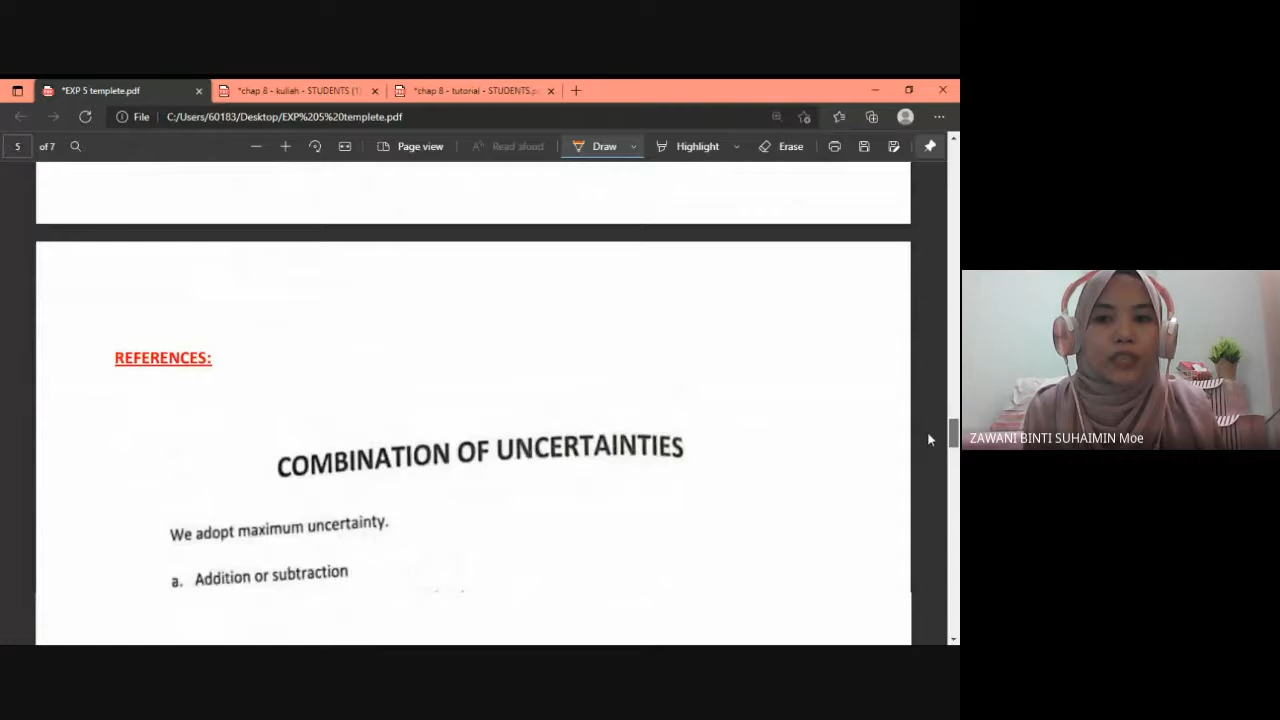 *EXP 5 templete.pdf
*chap 8 - kuliah - STUDENTS (1)
*chap 8 - tutorial - STUDENTS.p
File
C:/Users/60183/Desktop/EXP%205%20templete.pdf
5 of 7
Page view
Read aloud
Draw
Highlight
Erase
REFERENCES:
COMBINATION OF UNCERTAINTIES
We adopt maximum uncertainty.
a. Addition or subtraction
ZAWANI BINTI SUHAIMIN Moe